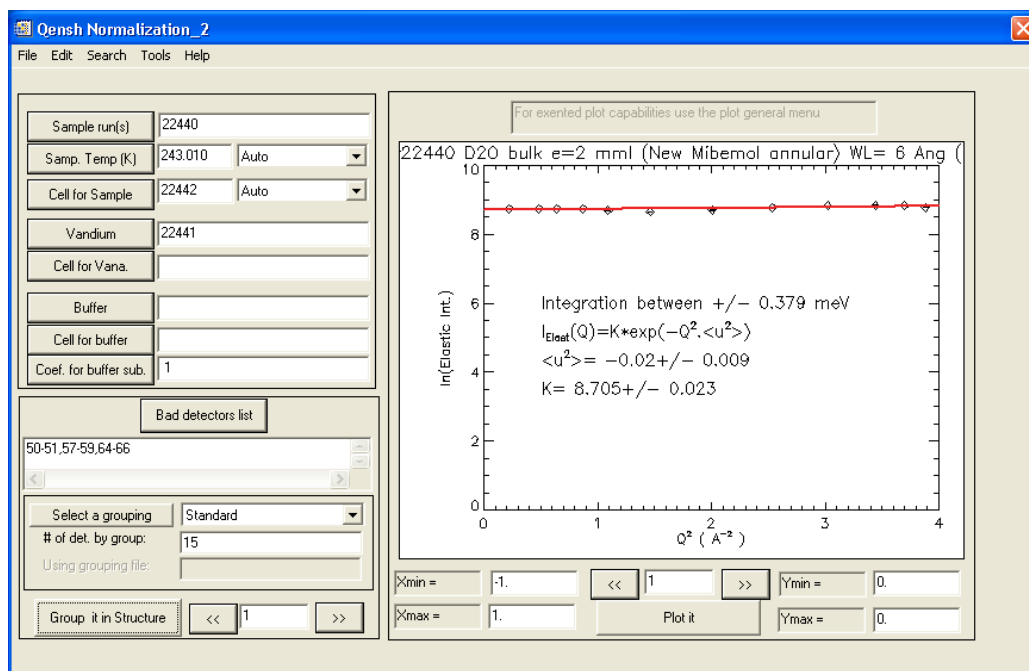 Qensh Normalization_2
File Edit Search Tools Help
Sample run(s) 22440
Samp. Temp (K) 243.010 Auto
Cell for Sample 22442 Auto
Vandium 22441
Cell for Vana.
Buffer
Cell for buffer
Coef. for buffer sub. 1
Bad detectors list
50-51,57-59,64-66
Select a grouping Standard
# of det. by group: 15
Using grouping file:
Group it in Structure << 1 >>
For exented plot capabilities use the plot general menu
22440 D2O bulk e=2 mml (New Mibemol annular) WL= 6 Ang (
10
8
6
4
2
0
ln(Elastic Int.)
Integration between +/− 0.379 meV
I_Elast(Q)=K*exp(−Q².<u²>)
<u²>= −0.02+/− 0.009
K= 8.705+/− 0.023
0 1 2 3 4
Q² ( A⁻² )
Xmin = -1. << 1 >> Ymin = 0.
Xmax = 1. Plot it Ymax = 0.